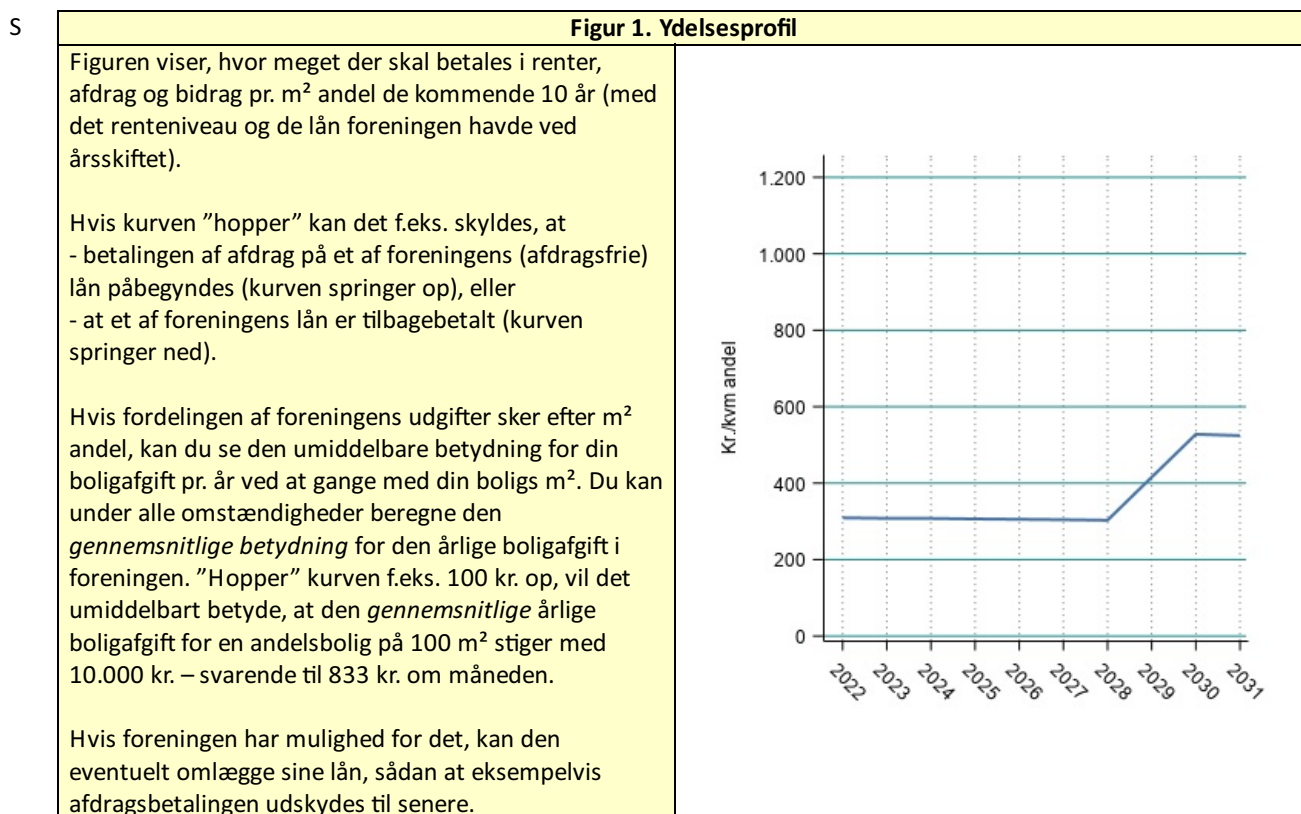 S
Figur 1. Ydelsesprofil
Figuren viser, hvor meget der skal betales i renter,
afdrag og bidrag pr. m² andel de kommende 10 år (med
det renteniveau og de lån foreningen havde ved
årsskiftet).
Hvis kurven ”hopper” kan det f.eks. skyldes, at
- betalingen af afdrag på et af foreningens (afdragsfrie)
lån påbegyndes (kurven springer op), eller
- at et af foreningens lån er tilbagebetalt (kurven
springer ned).
Hvis fordelingen af foreningens udgifter sker efter m²
andel, kan du se den umiddelbare betydning for din
boligafgift pr. år ved at gange med din boligs m². Du kan
under alle omstændigheder beregne den
gennemsnitlige betydning for den årlige boligafgift i
foreningen. ”Hopper” kurven f.eks. 100 kr. op, vil det
umiddelbart betyde, at den gennemsnitlige årlige
boligafgift for en andelsbolig på 100 m² stiger med
10.000 kr. – svarende til 833 kr. om måneden.
Hvis foreningen har mulighed for det, kan den
eventuelt omlægge sine lån, sådan at eksempelvis
afdragsbetalingen udskydes til senere.
Kr./kvm andel
1.200
1.000
800
600
400
200
0
2022
2023
2024
2025
2026
2027
2028
2029
2030
2031